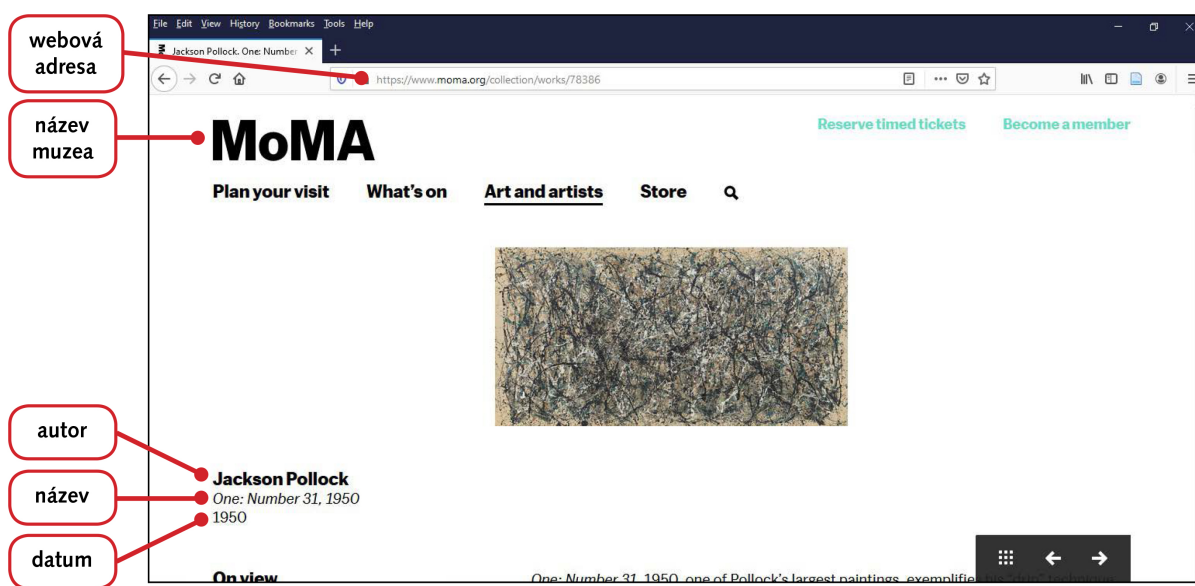 File Edit View History Bookmarks Tools Help
Jackson Pollock. One: Number
https://www.moma.org/collection/works/78386
webová
adresa
název
muzea
MoMA
Reserve timed tickets Become a member
Plan your visit What's on Art and artists Store
autor
Jackson Pollock
název
One: Number 31, 1950
1950
datum
On view
One: Number 31, 1950, one of Pollock's largest paintings, exemplifies